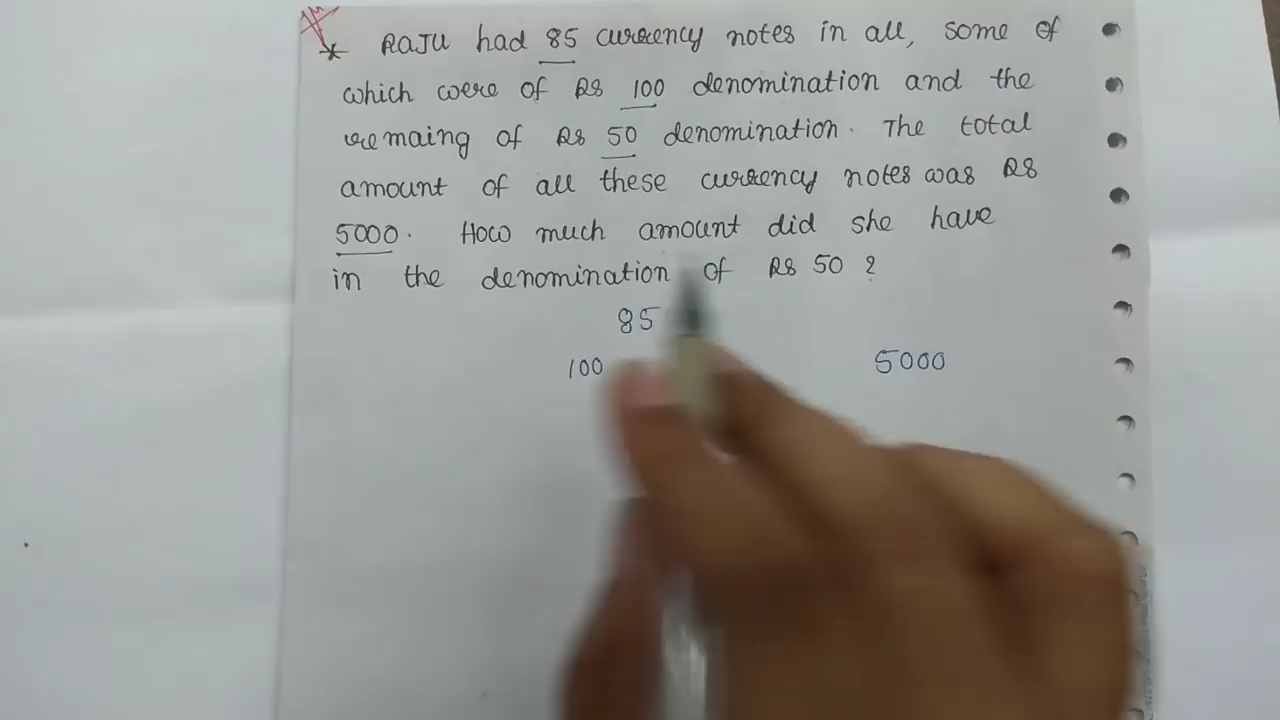 * RAJU had 85 currency notes in all, some of
which were of Rs 100 denomination and the
remaing of Rs 50 denomination. The total
amount of all these currency notes was Rs
5000. How much amount did she have
in the denomination of Rs 50 ?
85
100 5000